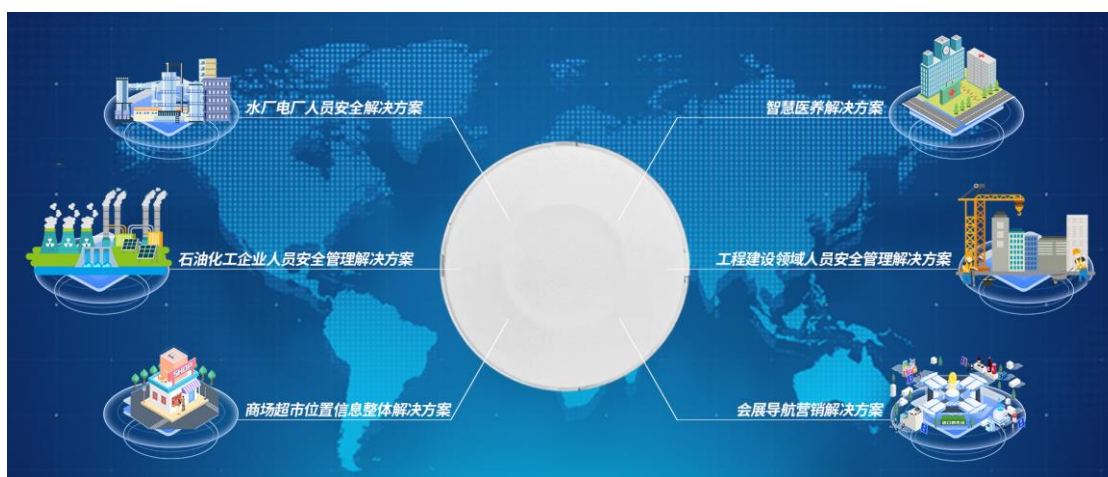 水厂电厂人员安全解决方案
智慧医养解决方案
石油化工企业人员安全管理解决方案
工程建设领域人员安全管理解决方案
SHOP
商场超市位置信息整体解决方案
会展导航营销解决方案